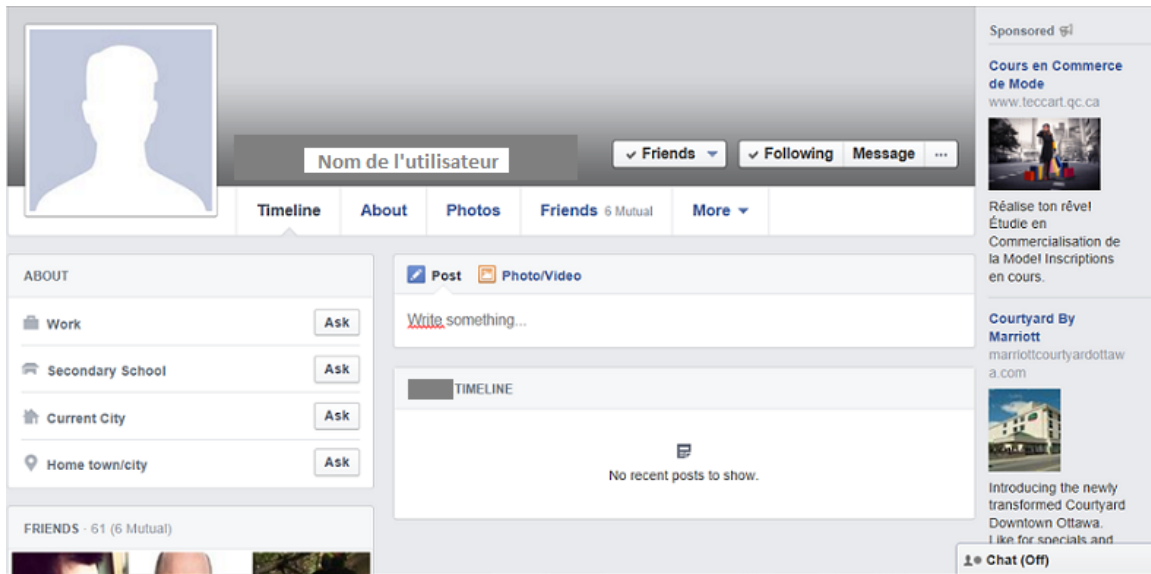 Nom de l'utilisateur
Friends
Following
Message
...
Timeline
About
Photos
Friends 6 Mutual
More
ABOUT
Work
Ask
Secondary School
Ask
Current City
Ask
Home town/city
Ask
FRIENDS · 61 (6 Mutual)
Post
Photo/Video
Write something...
TIMELINE
No recent posts to show.
Sponsored
Cours en Commerce
de Mode
www.teccart.qc.ca
Réalise ton rêve!
Étudie en
Commercialisation de
la Mode! Inscriptions
en cours.
Courtyard By
Marriott
marriottcourtyardottaw
a.com
Introducing the newly
transformed Courtyard
Downtown Ottawa.
Like for specials and
Chat (Off)